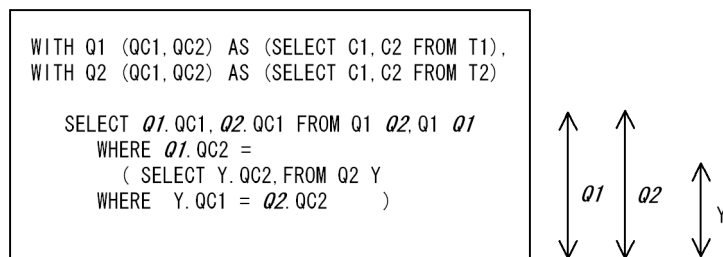 WITH Q1 (QC1,QC2) AS (SELECT C1,C2 FROM T1),
WITH Q2 (QC1,QC2) AS (SELECT C1,C2 FROM T2)
SELECT Q1.QC1,Q2.QC1 FROM Q1 Q2,Q1 Q1
WHERE Q1.QC2 =
( SELECT Y.QC2,FROM Q2 Y
WHERE Y.QC1 = Q2.QC2 )
Q1 Q2 Y